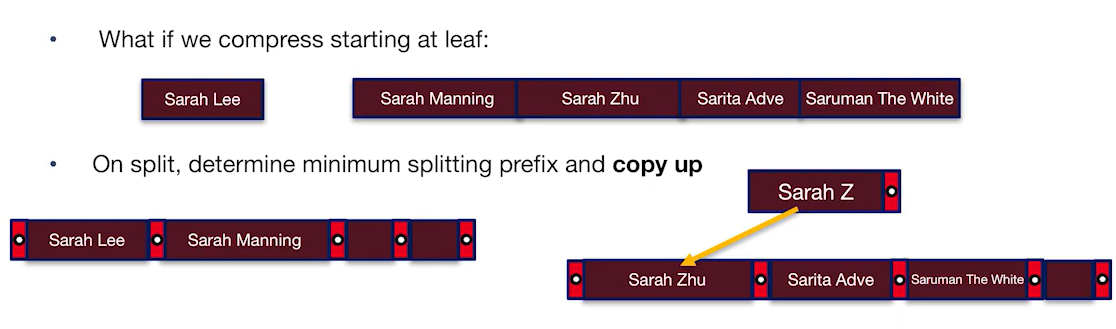 • What if we compress starting at leaf:
Sarah Lee Sarah Manning Sarah Zhu Sarita Adve Saruman The White
• On split, determine minimum splitting prefix and copy up
Sarah Z
Sarah Lee Sarah Manning
Sarah Zhu Sarita Adve Saruman The White